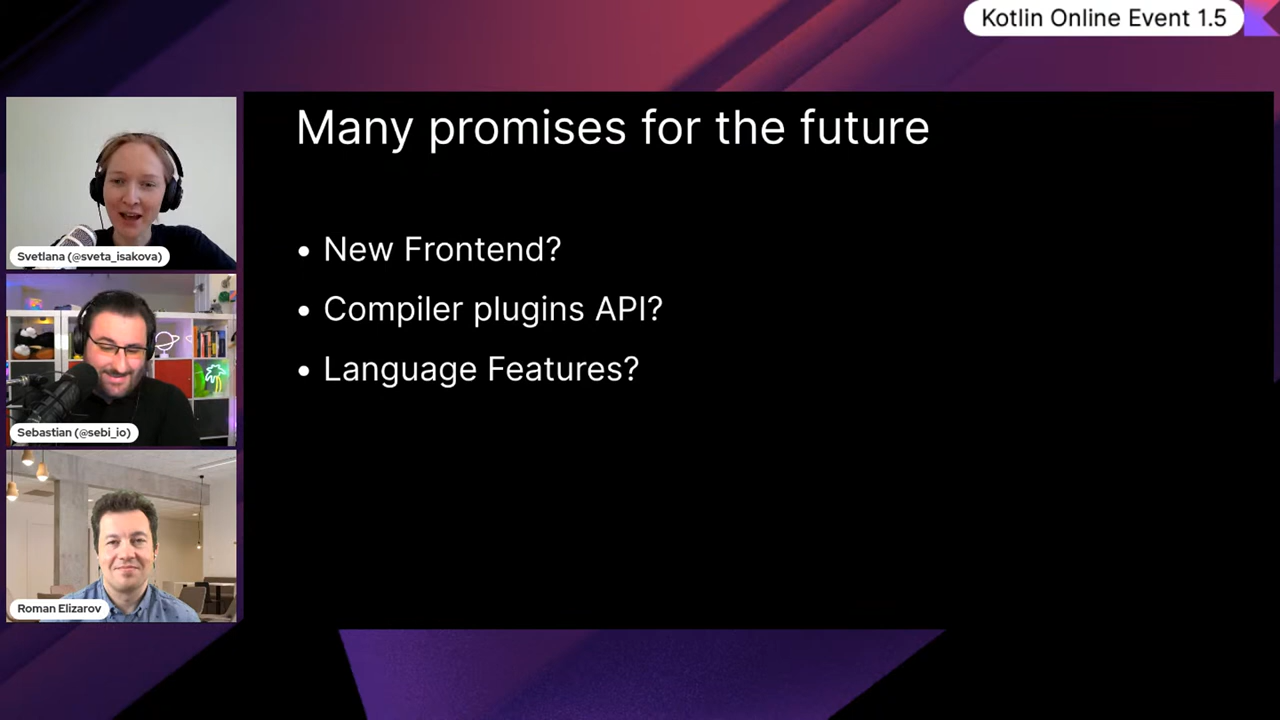 Kotlin Online Event 1.5
Many promises for the future
• New Frontend?
• Compiler plugins API?
• Language Features?
Svetlana (@sveta_isakova)
Sebastian (@sebi_io)
Roman Elizarov